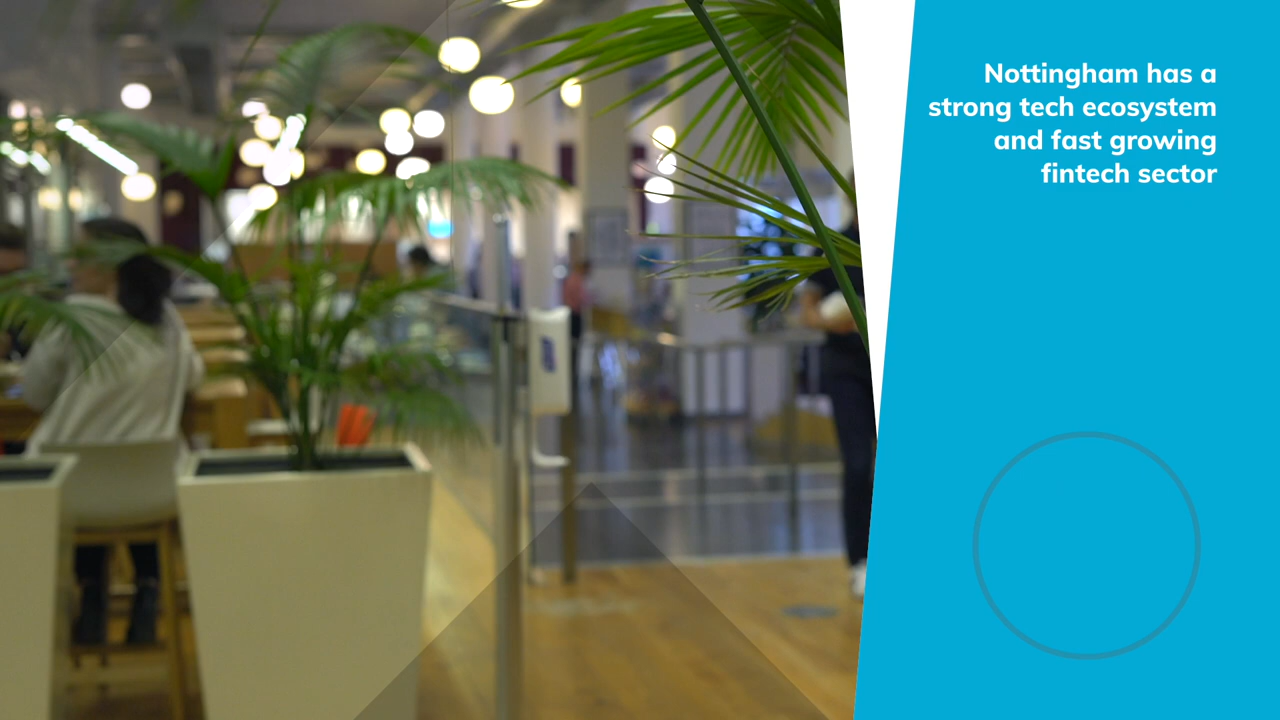 Nottingham has a
strong tech ecosystem
and fast growing
fintech sector